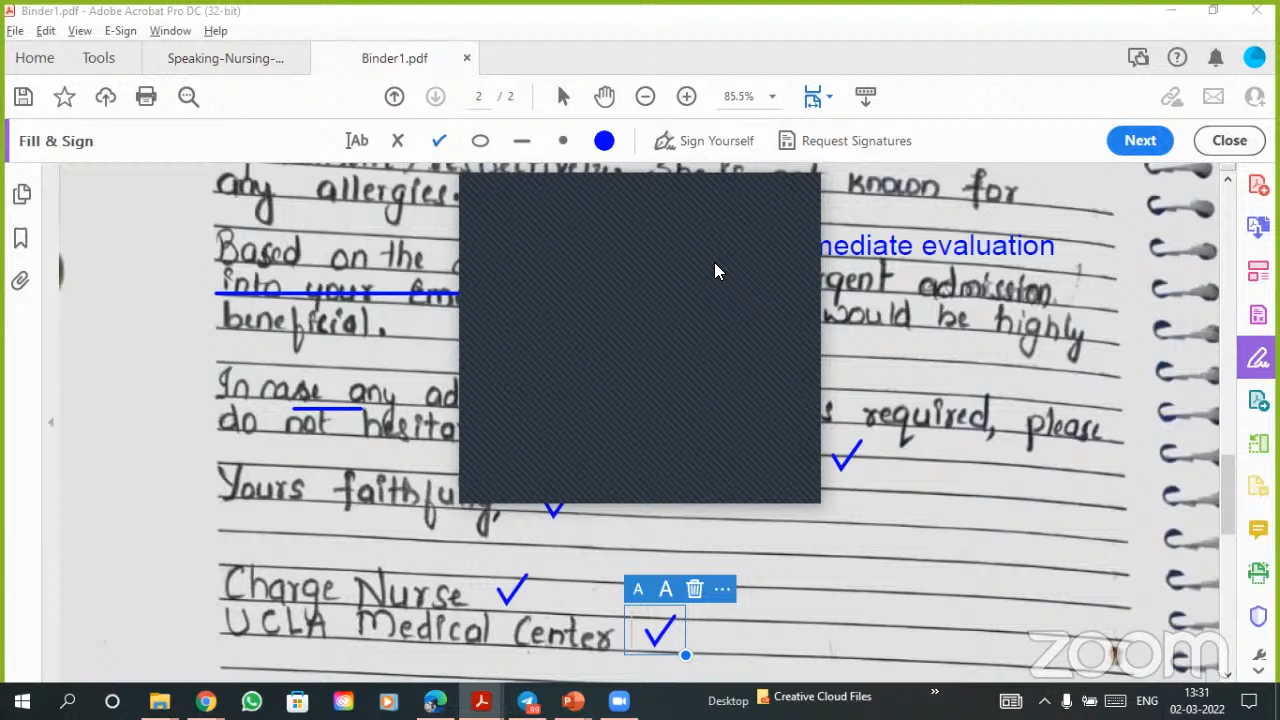 Binder1.pdf - Adobe Acrobat Pro DC (32-bit)
File Edit View E-Sign Window Help
Home Tools Speaking-Nursing-... Binder1.pdf
2 / 2 85.5%
Fill & Sign Ab Sign Yourself Request Signatures Next Close
any allergies. known for
mediate evaluation
Based on the
into your gent admission
beneficial. would be highly
In case any ad
required, please
do not hesita
Yours faithfully,
Charge Nurse
A A
UCLA Medical Center
zoom
Desktop Creative Cloud Files » ENG 13:31
02-03-2022